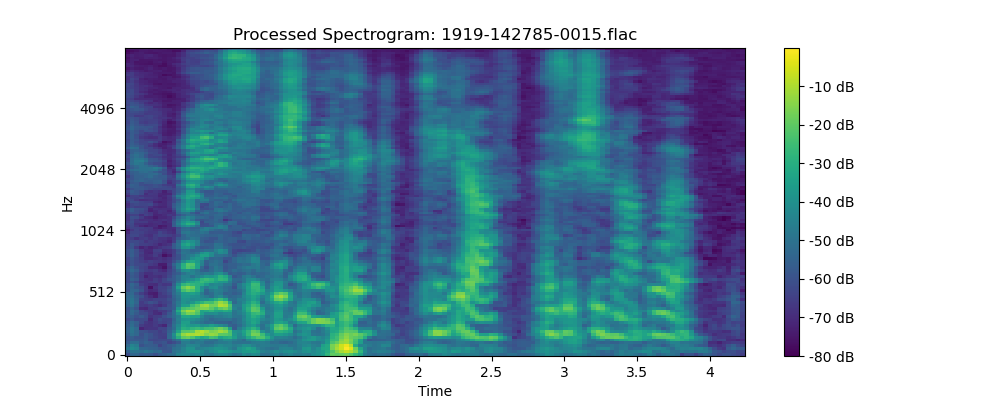 Processed Spectrogram: 1919-142785-0015.flac
Hz
4096
2048
1024
512
0
0
0.5
1
1.5
2
2.5
3
3.5
4
Time
-10 dB
-20 dB
-30 dB
-40 dB
-50 dB
-60 dB
-70 dB
-80 dB